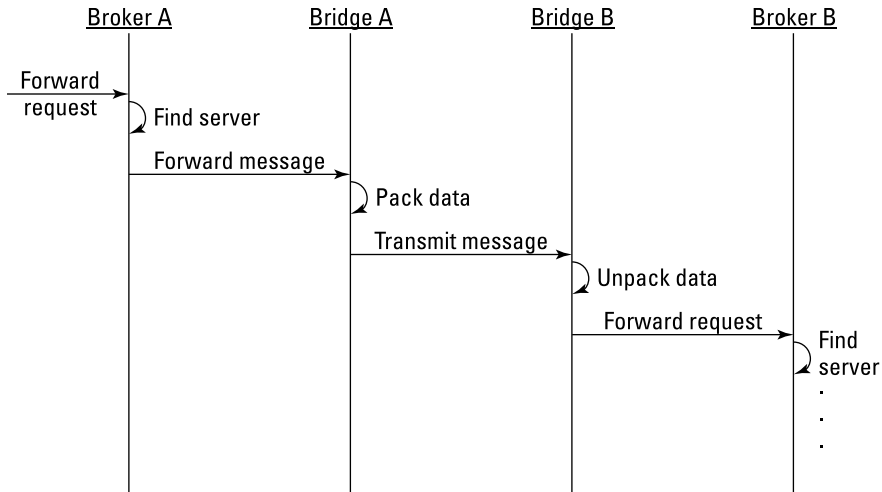 Broker A
Bridge A
Bridge B
Broker B
Forward
request
Find server
Forward message
Pack data
Transmit message
Unpack data
Forward request
Find
server
.
.
.